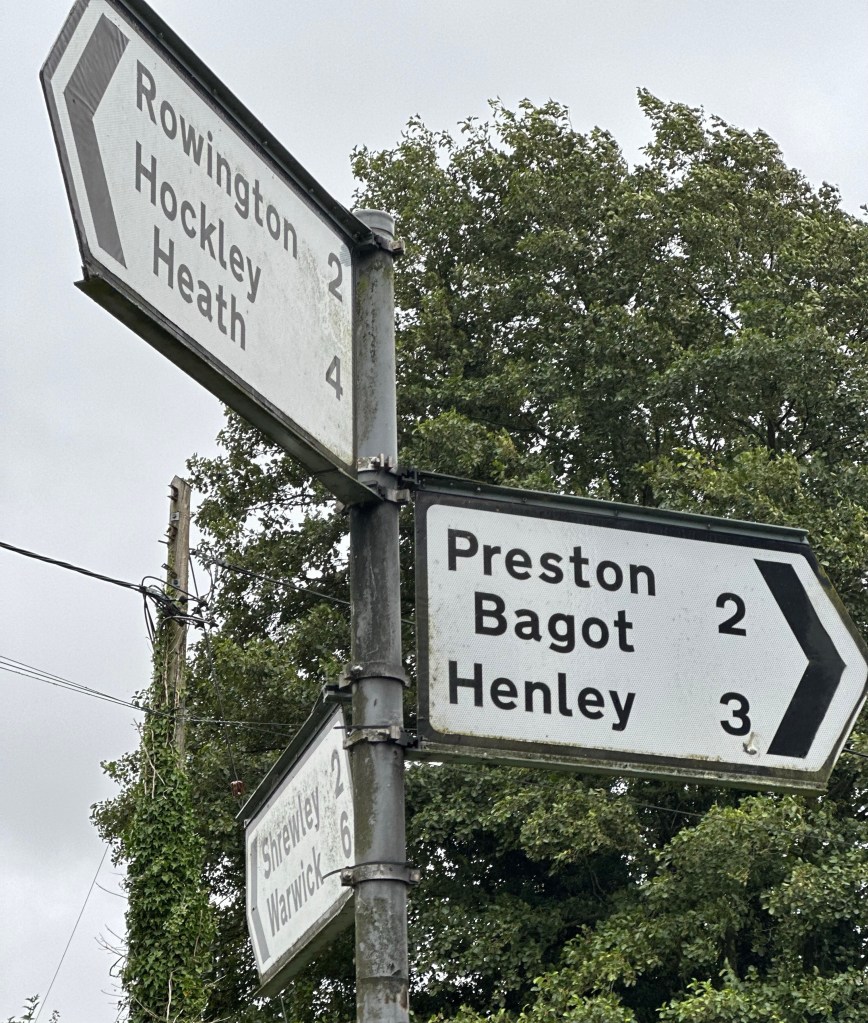 Rowington 2
Hockley
Heath 4
Preston
Bagot 2
Henley 3
Shrewley 2
Warwick 6